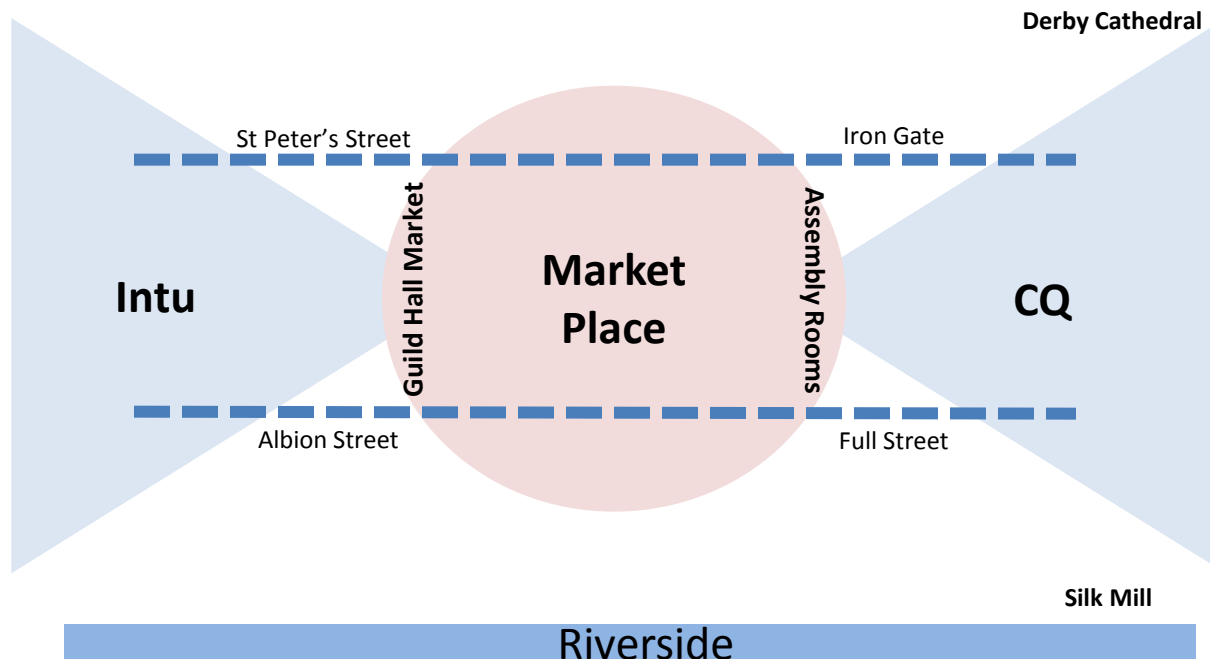 Derby Cathedral
St Peter’s Street
Iron Gate
Guild Hall Market
Assembly Rooms
Intu
Market
Place
CQ
Albion Street
Full Street
Silk Mill
Riverside